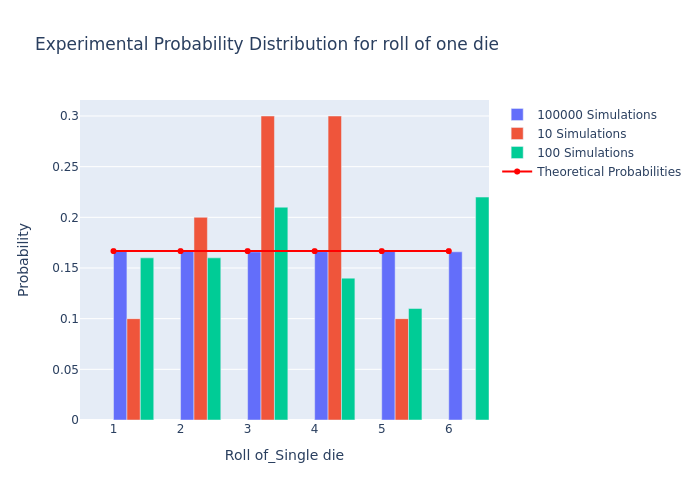 Experimental Probability Distribution for roll of one die
100000 Simulations
10 Simulations
100 Simulations
Theoretical Probabilities
Probability
0.3
0.25
0.2
0.15
0.1
0.05
0
1 2 3 4 5 6
Roll of_Single die